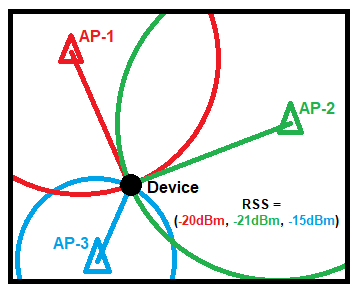 AP-1
AP-2
Device
RSS =
(-20dBm, -21dBm, -15dBm)
AP-3